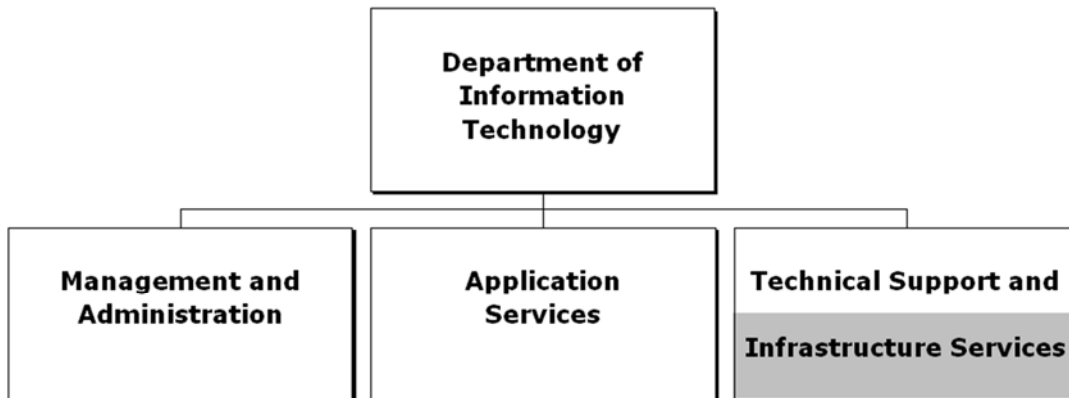 Department of
Information
Technology
Management and
Administration
Application
Services
Technical Support and
Infrastructure Services